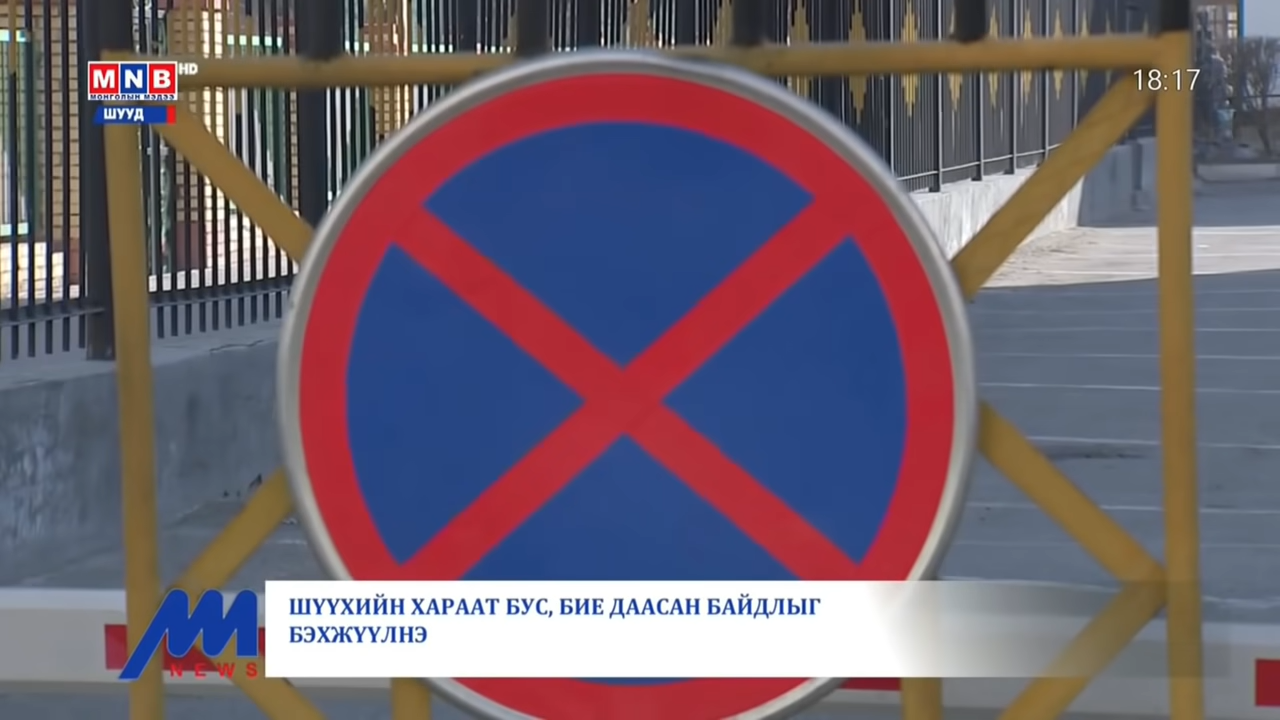 MNB HD
МОНГОЛЫН МЭДЭЭ
ШУУД
18:17
ШҮҮХИЙН ХАРААТ БУС, БИЕ ДААСАН БАЙДЛЫГ
БЭХЖҮҮЛНЭ
NEWS